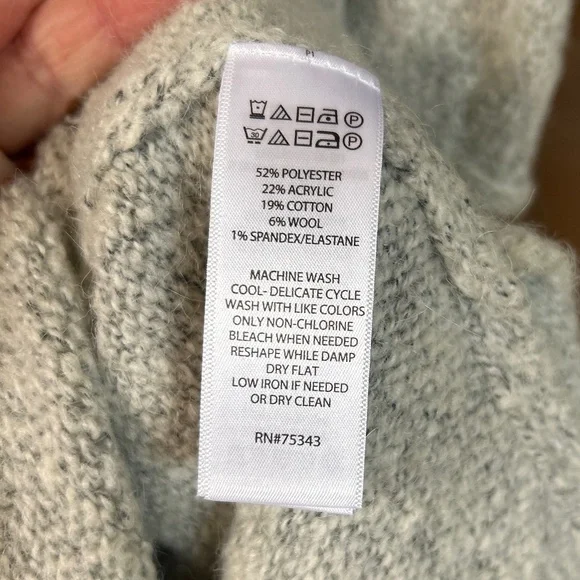 52% POLYESTER
22% ACRYLIC
19% COTTON
6% WOOL
1% SPANDEX/ELASTANE
MACHINE WASH
COOL- DELICATE CYCLE
WASH WITH LIKE COLORS
ONLY NON-CHLORINE
BLEACH WHEN NEEDED
RESHAPE WHILE DAMP
DRY FLAT
LOW IRON IF NEEDED
OR DRY CLEAN
RN#75343